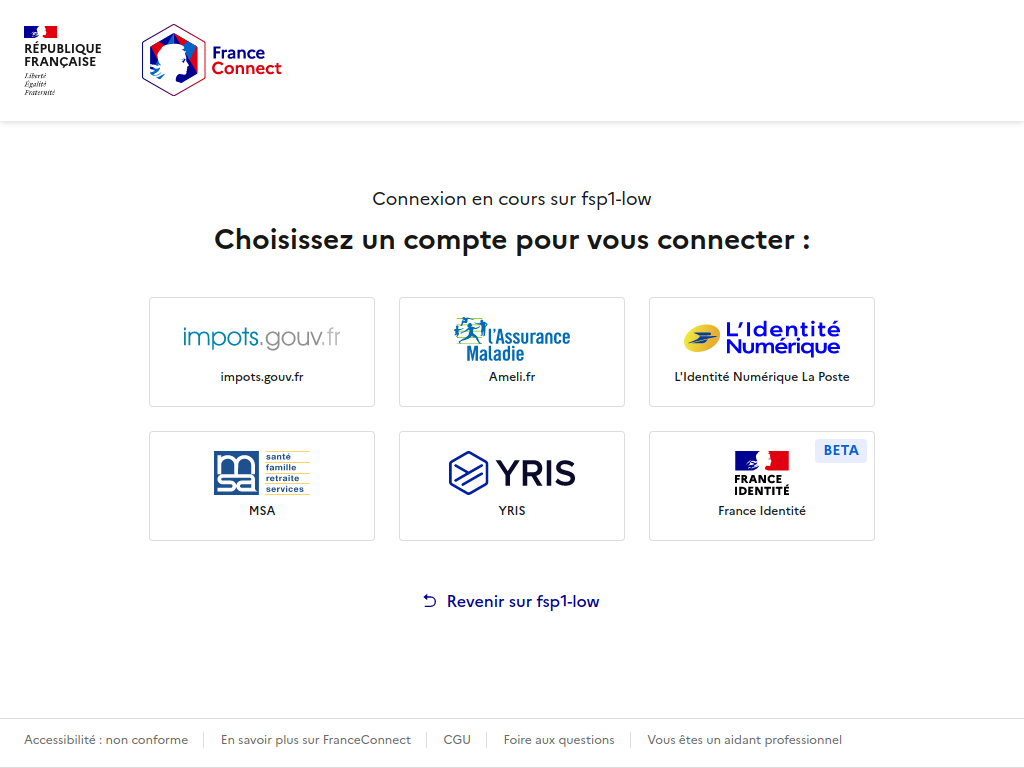 RÉPUBLIQUE
FRANÇAISE
Liberté
Égalité
Fraternité
France
Connect
Connexion en cours sur fsp1-low
Choisissez un compte pour vous connecter :
impots.gouv.fr
impots.gouv.fr
l'Assurance
Maladie
Ameli.fr
L'Identité
Numérique
L'Identité Numérique La Poste
msa
santé
famille
retraite
services
MSA
YRIS
YRIS
BETA
FRANCE
IDENTITÉ
France Identité
Revenir sur fsp1-low
Accessibilité : non conforme
En savoir plus sur FranceConnect
CGU
Foire aux questions
Vous êtes un aidant professionnel